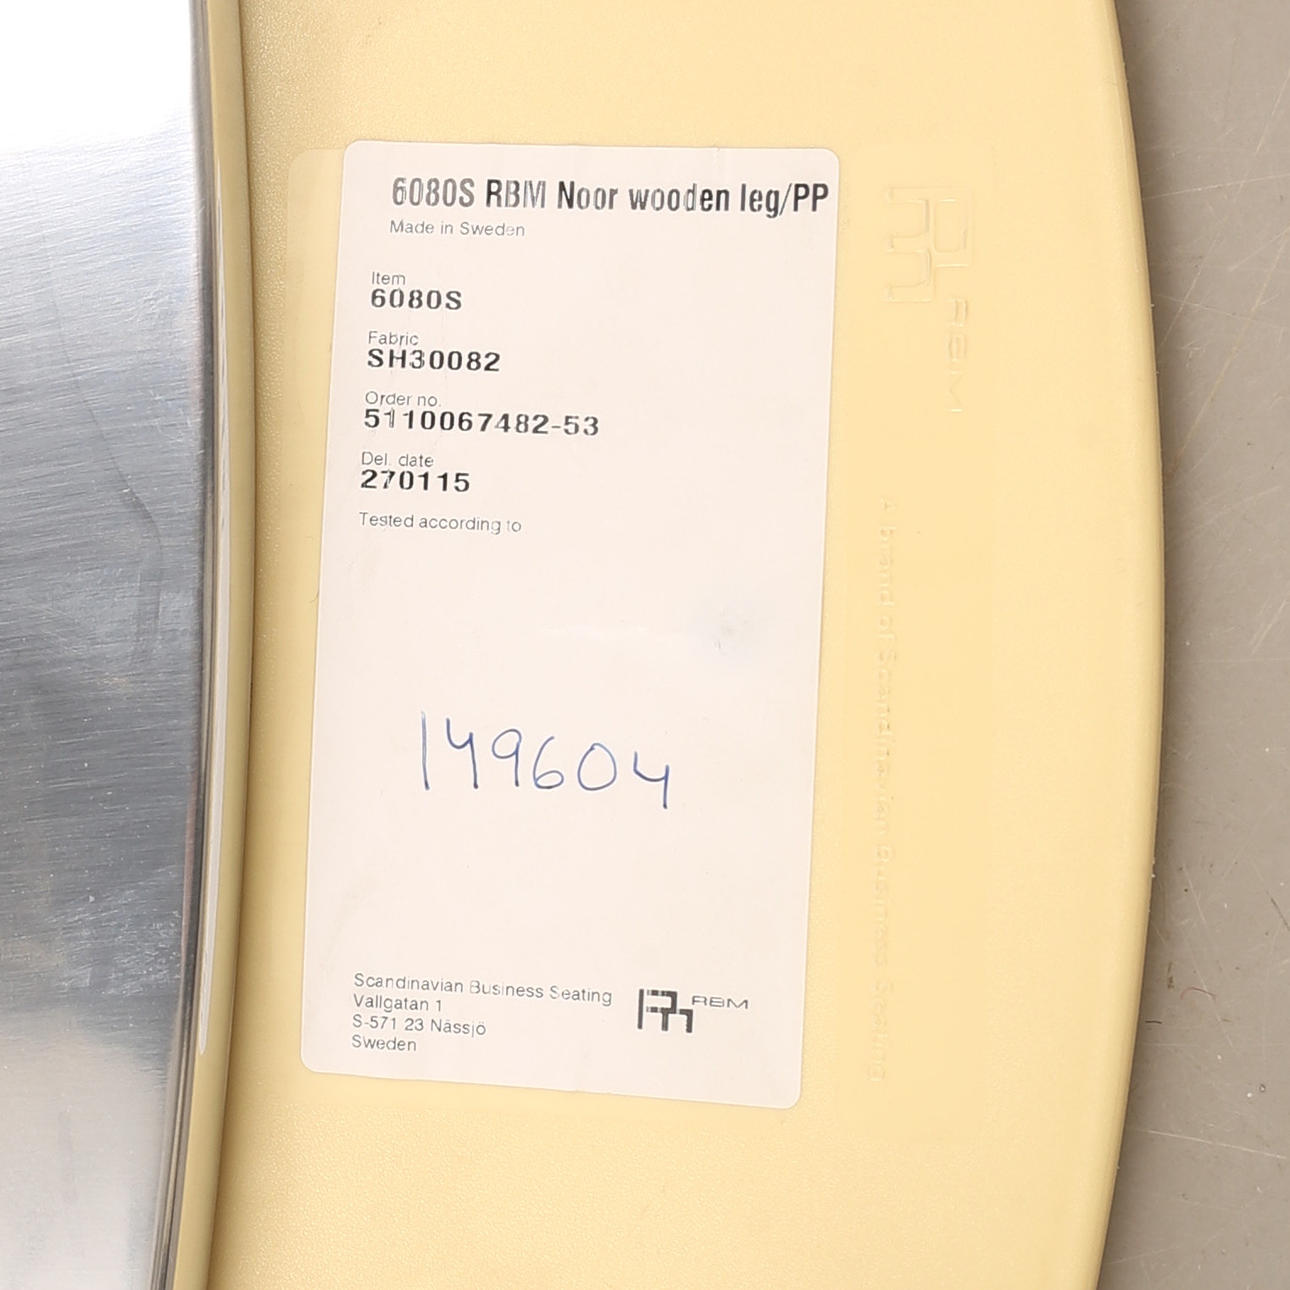 6080S RBM Noor wooden leg/PP
Made in Sweden
Item
6080S
Fabric
SH30082
Order no.
5110067482-53
Del. date
270115
Tested according to
149604
Scandinavian Business Seating
Vallgatan 1
S-571 23 Nässjö
Sweden
RBM
RBM
A brand of Scandinavian Business Seating